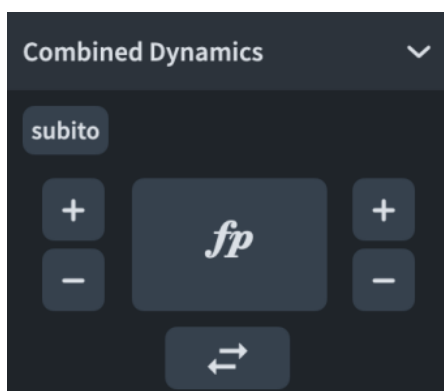 Combined Dynamics
subito
+ fp +
− −